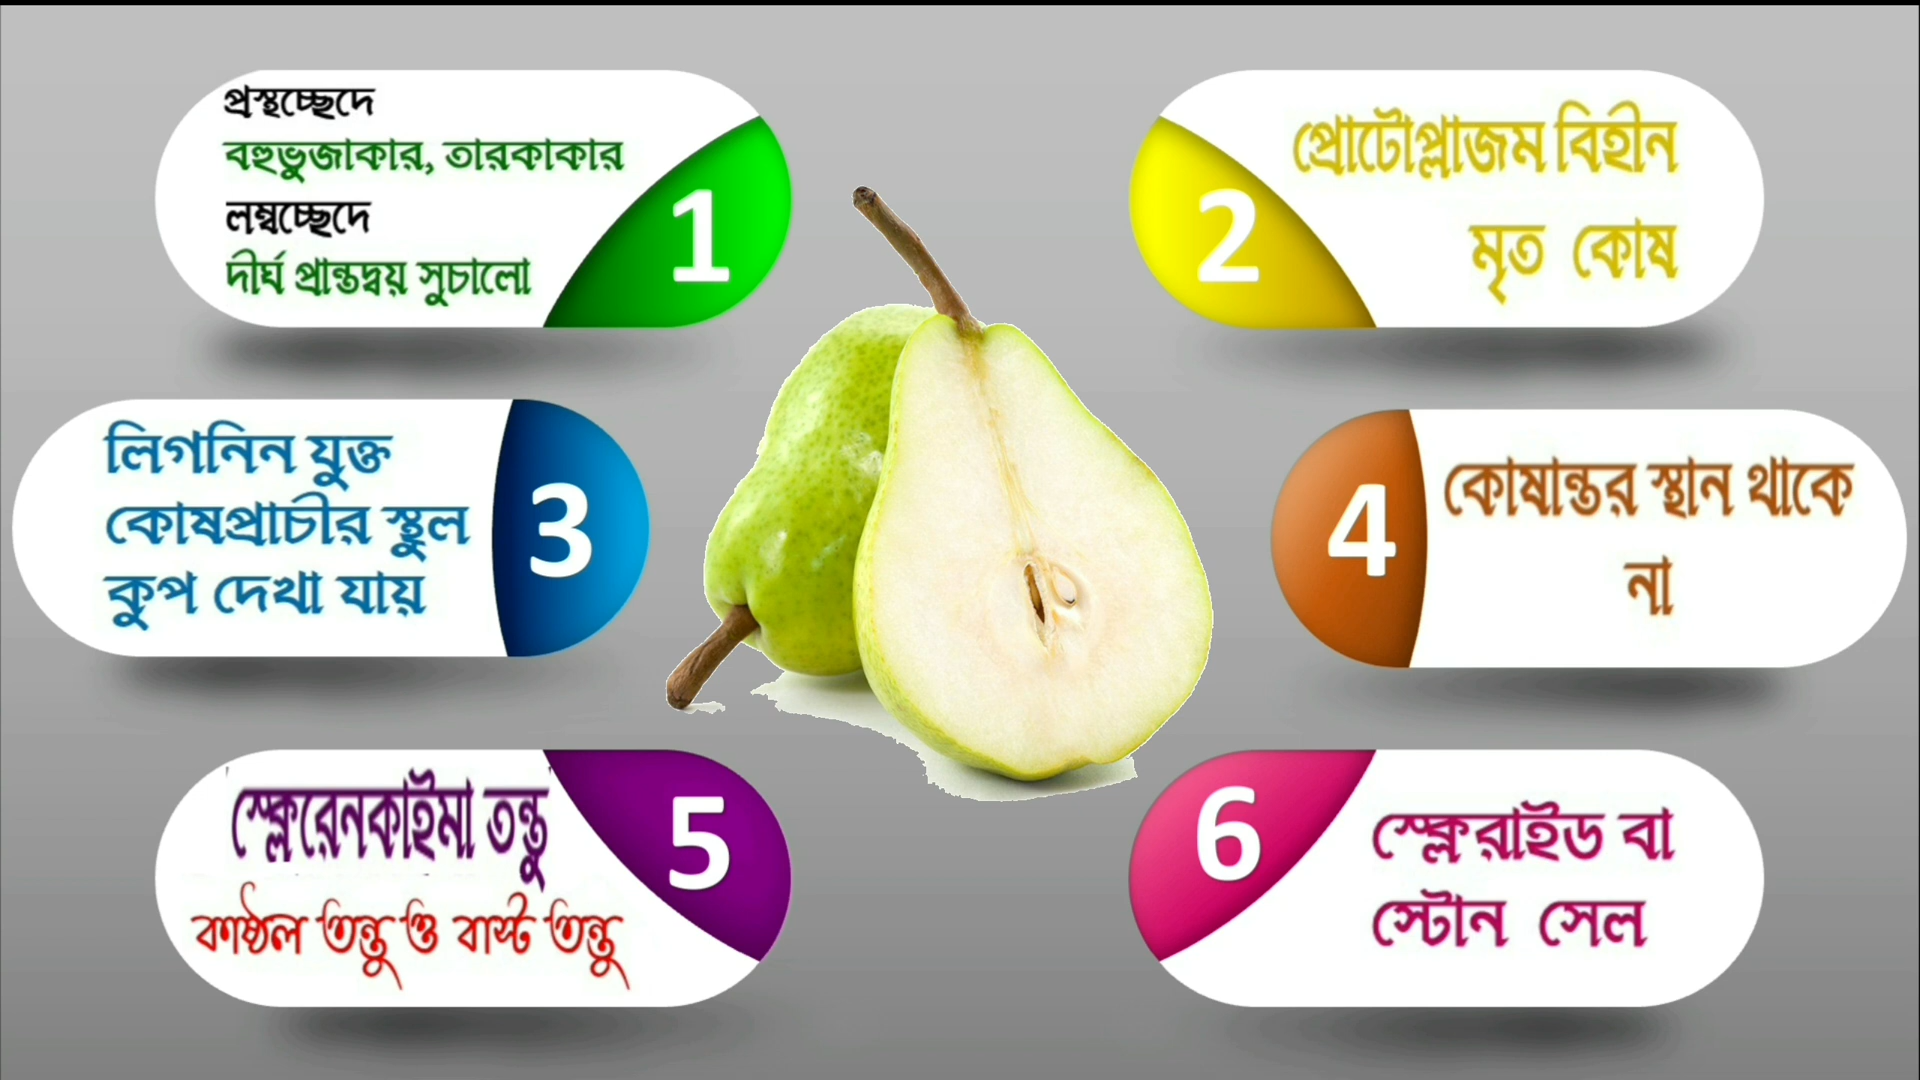 প্রস্থচ্ছেদে
বহুভুজাকার, তারকাকার
লম্বচ্ছেদে
দীর্ঘ প্রান্তদ্বয় সুচালো
1
2
প্রোটোপ্লাজম বিহীন
মৃত কোষ
লিগনিন যুক্ত
কোষপ্রাচীর স্থুল
কুপ দেখা যায়
3
4
কোষান্তর স্থান থাকে
না
স্ক্লেরেনকাইমা তন্তু
কাষ্ঠল তন্তু ও বাস্ট তন্তু
5
6
স্ক্লেরাইড বা
স্টোন সেল